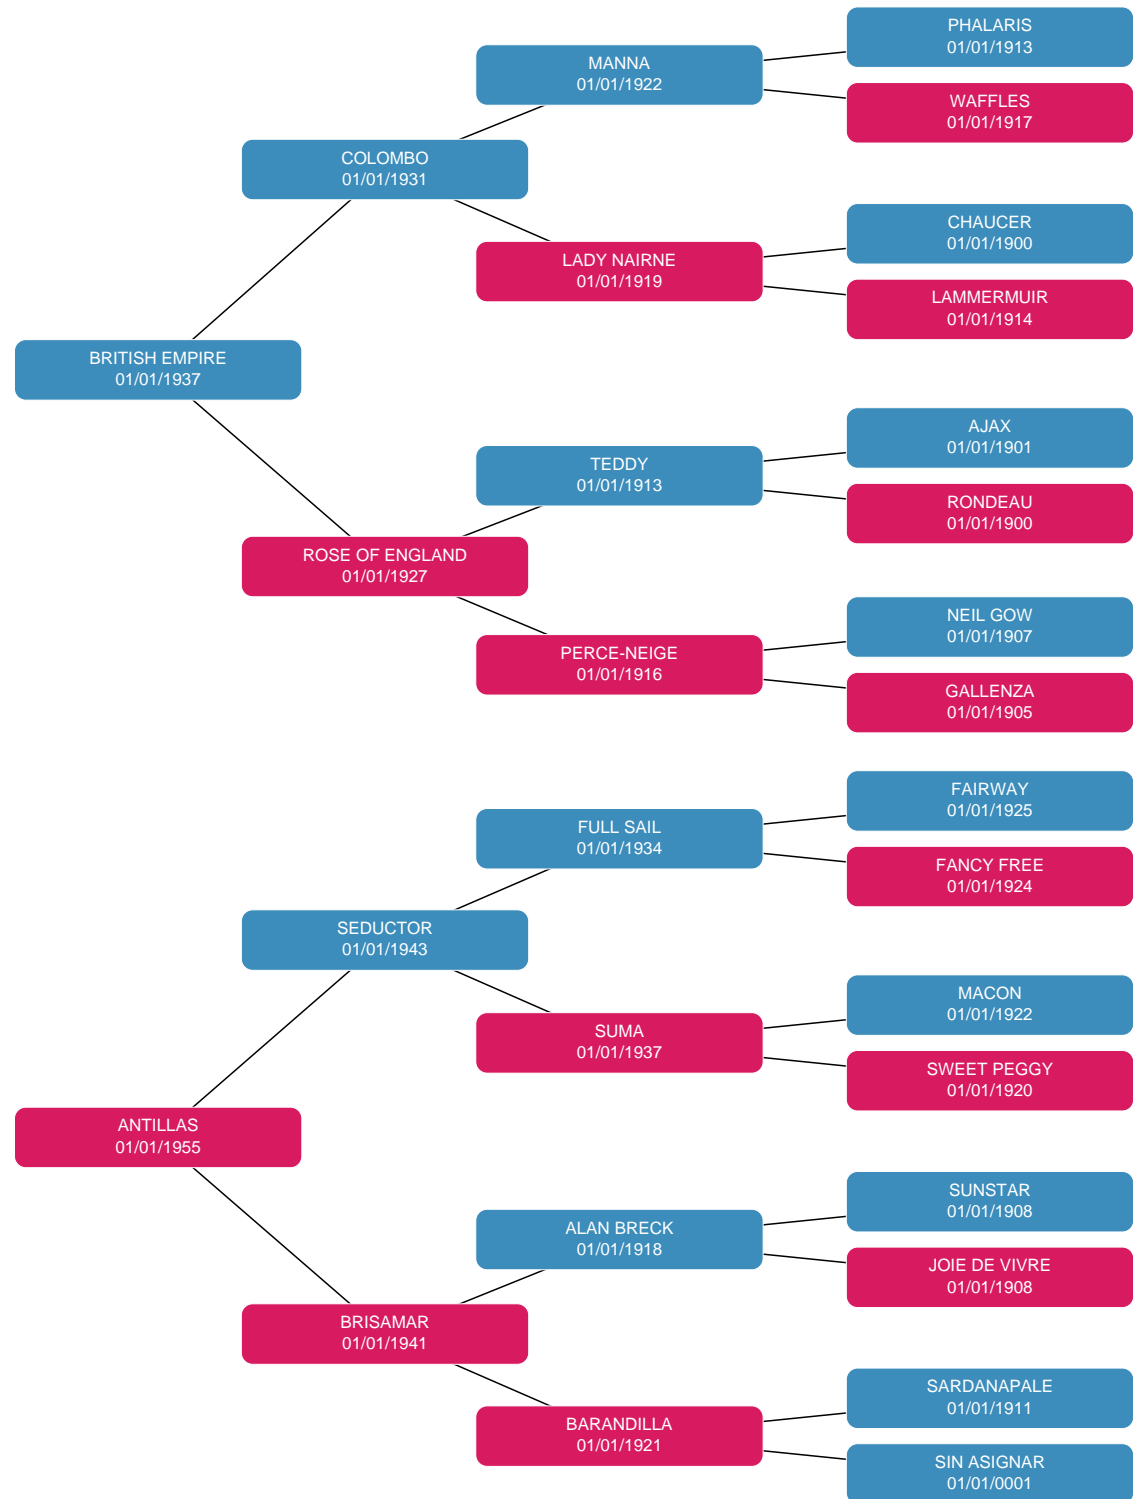 PHALARIS
01/01/1913
MANNA
01/01/1922
WAFFLES
01/01/1917
COLOMBO
01/01/1931
CHAUCER
01/01/1900
LADY NAIRNE
01/01/1919
LAMMERMUIR
01/01/1914
BRITISH EMPIRE
01/01/1937
AJAX
01/01/1901
TEDDY
01/01/1913
RONDEAU
01/01/1900
ROSE OF ENGLAND
01/01/1927
NEIL GOW
01/01/1907
PERCE-NEIGE
01/01/1916
GALLENZA
01/01/1905
FAIRWAY
01/01/1925
FULL SAIL
01/01/1934
FANCY FREE
01/01/1924
SEDUCTOR
01/01/1943
MACON
01/01/1922
SUMA
01/01/1937
SWEET PEGGY
01/01/1920
ANTILLAS
01/01/1955
SUNSTAR
01/01/1908
ALAN BRECK
01/01/1918
JOIE DE VIVRE
01/01/1908
BRISAMAR
01/01/1941
SARDANAPALE
01/01/1911
BARANDILLA
01/01/1921
SIN ASIGNAR
01/01/0001